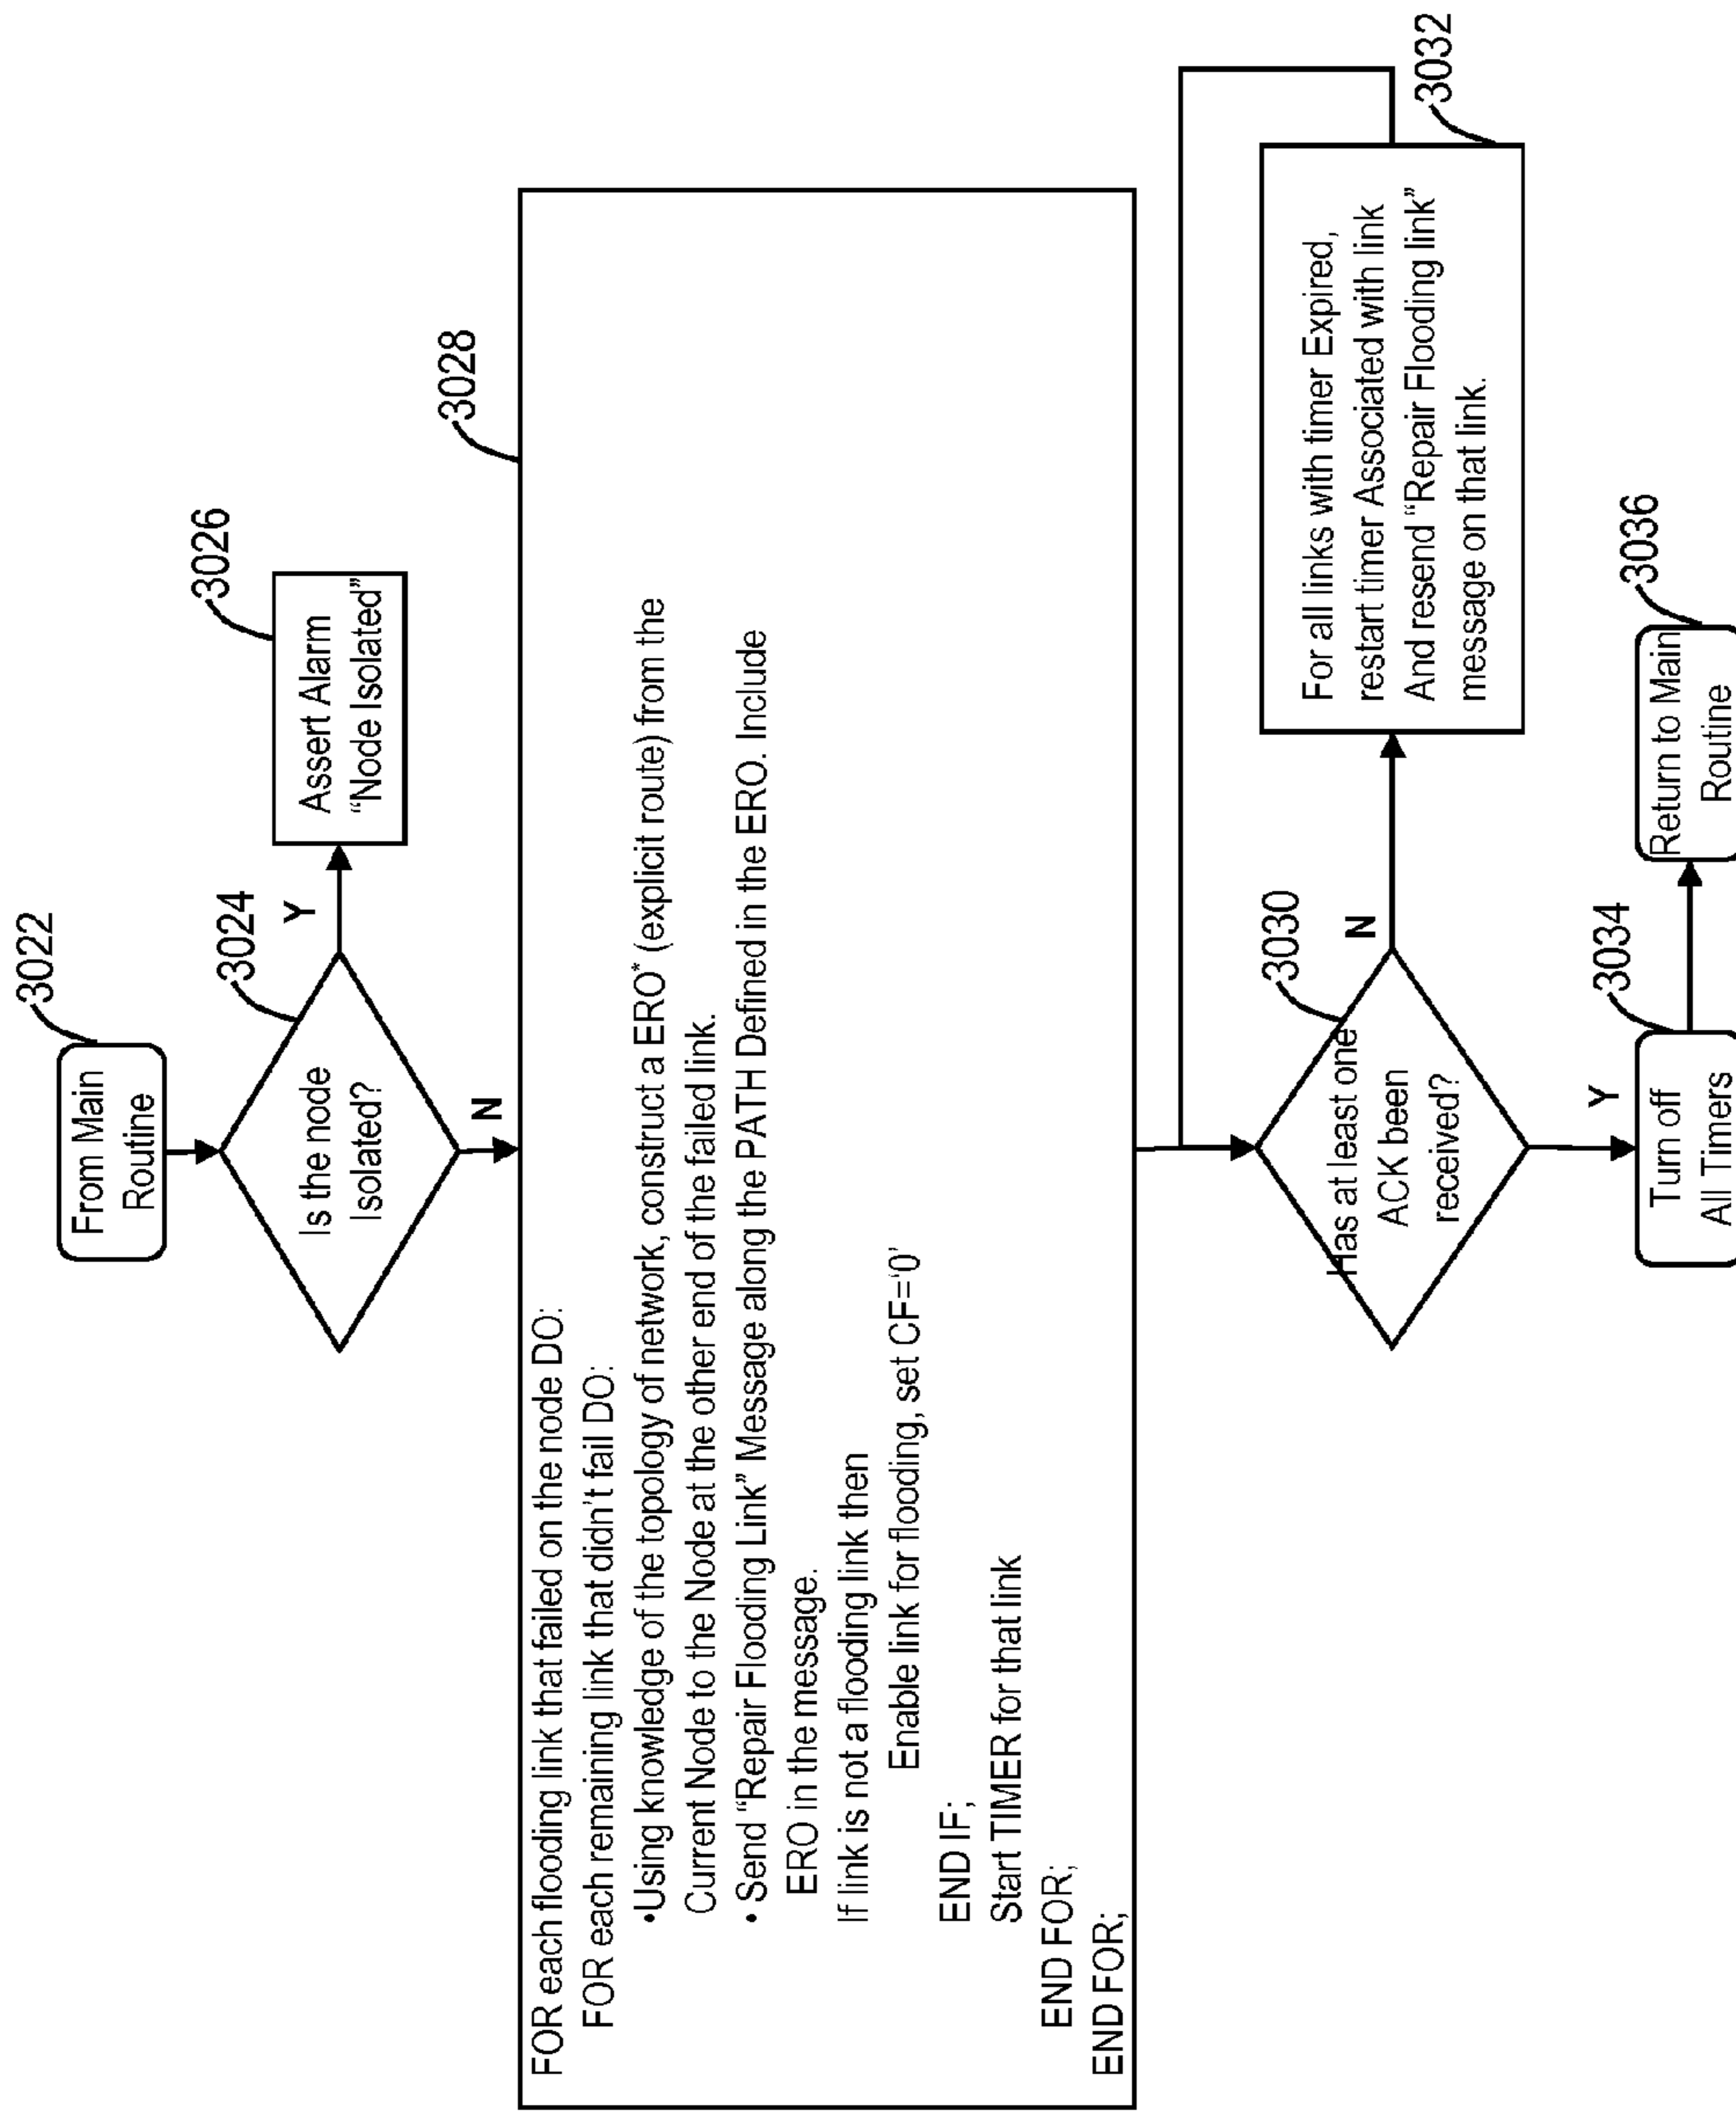 3022
From Main
Routine
3024
Is the node
Isolated?
Y
N
3026
Assert Alarm
“Node Isolated”
3028
FOR each flooding link that failed on the node DO:
FOR each remaining link that didn't fail DO:
•Using knowledge of the topology of network, construct a ERO* (explicit route) from the
Current Node to the Node at the other end of the failed link.
• Send “Repair Flooding Link” Message along the PATH Defined in the ERO. Include
ERO in the message.
If link is not a flooding link then
Enable link for flooding, set CF=‘0’
END IF;
Start TIMER for that link
END FOR;
END FOR;
3030
Has at least one
ACK been
received?
N
Y
3032
For all links with timer Expired,
restart timer Associated with link
And resend “Repair Flooding link”
message on that link.
3034
Turn off
All Timers
3036
Return to Main
Routine